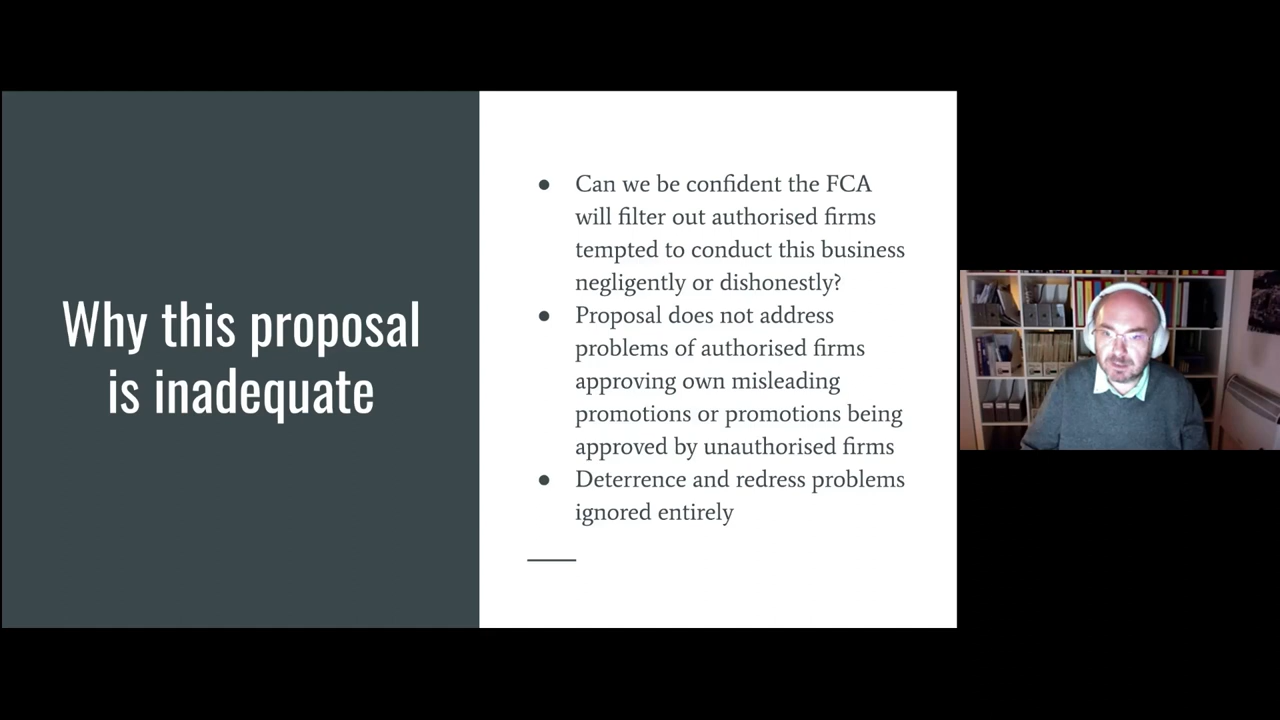 Why this proposal
is inadequate
● Can we be confident the FCA
will filter out authorised firms
tempted to conduct this business
negligently or dishonestly?
● Proposal does not address
problems of authorised firms
approving own misleading
promotions or promotions being
approved by unauthorised firms
● Deterrence and redress problems
ignored entirely